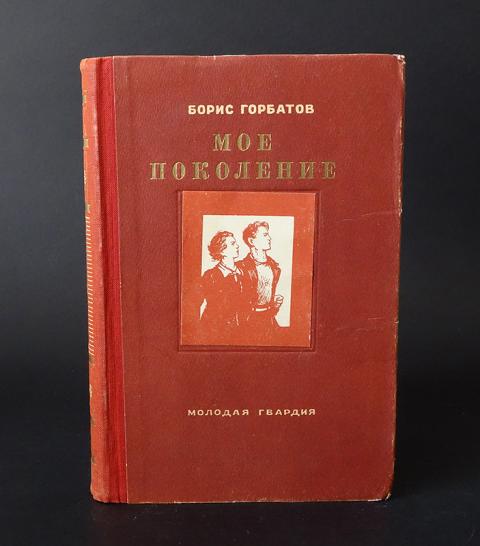 БОРИС ГОРБАТОВ
МОЕ
ПОКОЛЕНИЕ
МОЛОДАЯ ГВАРДИЯ